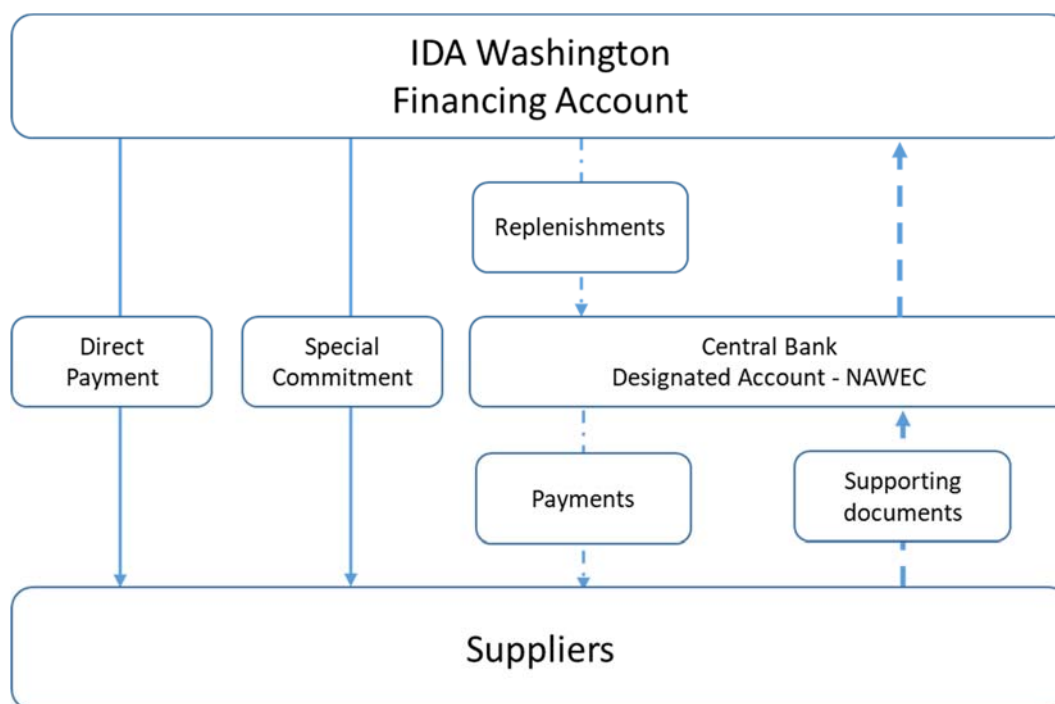 IDA Washington
Financing Account
Replenishments
Direct
Payment
Special
Commitment
Central Bank
Designated Account - NAWEC
Payments
Supporting
documents
Suppliers